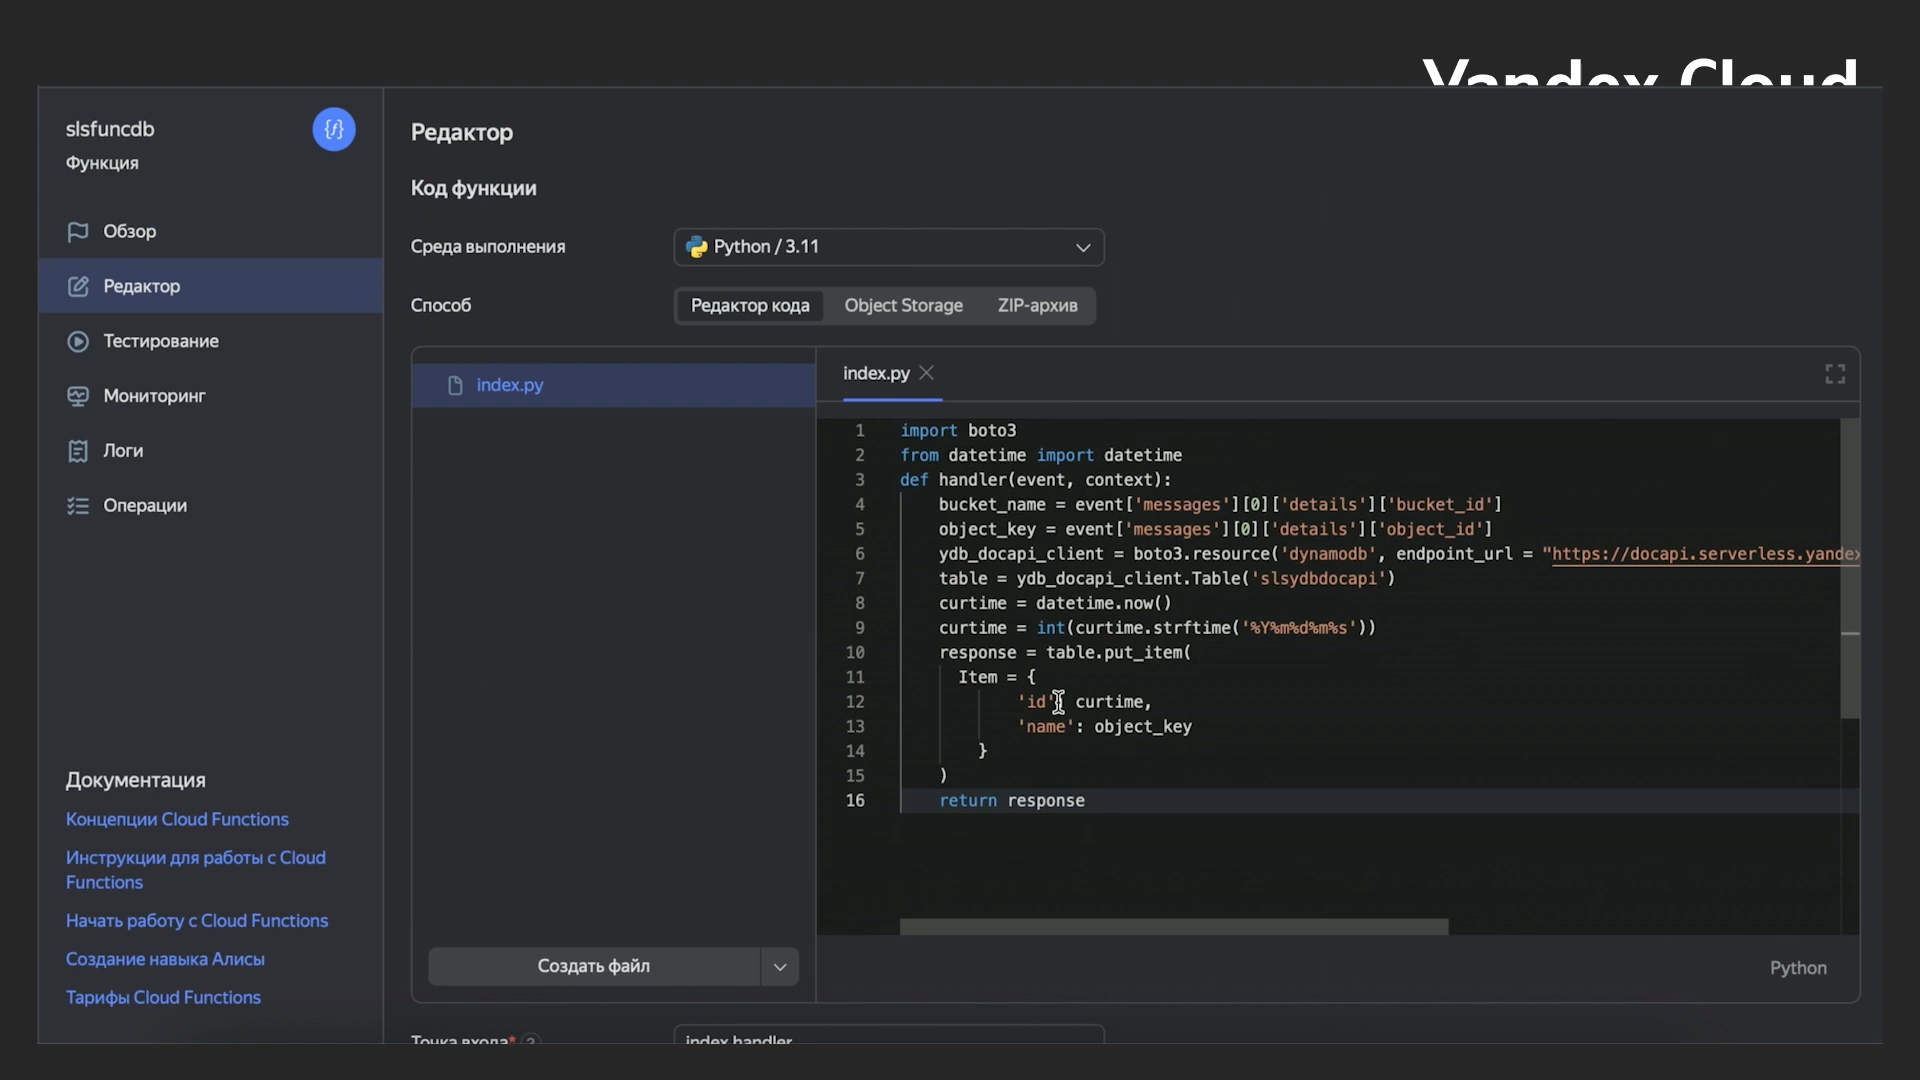 Yandex Cloud
slsfuncdb
Функция
Обзор
Редактор
Тестирование
Мониторинг
Логи
Операции
Документация
Концепции Cloud Functions
Инструкции для работы с Cloud
Functions
Начать работу с Cloud Functions
Создание навыка Алисы
Тарифы Cloud Functions
Редактор
Код функции
Среда выполнения
Python / 3.11
Способ
Редактор кода
Object Storage
ZIP-архив
index.py
Создать файл
index.py
1 import boto3
2 from datetime import datetime
3 def handler(event, context):
4 bucket_name = event['messages'][0]['details']['bucket_id']
5 object_key = event['messages'][0]['details']['object_id']
6 ydb_docapi_client = boto3.resource('dynamodb', endpoint_url = "https://docapi.serverless.yandex
7 table = ydb_docapi_client.Table('slsydbdocapi')
8 curtime = datetime.now()
9 curtime = int(curtime.strftime('%Y%m%d%m%s'))
10 response = table.put_item(
11 Item = {
12 'id': curtime,
13 'name': object_key
14 }
15 )
16 return response
Python
Точка входа* ?
index.handler